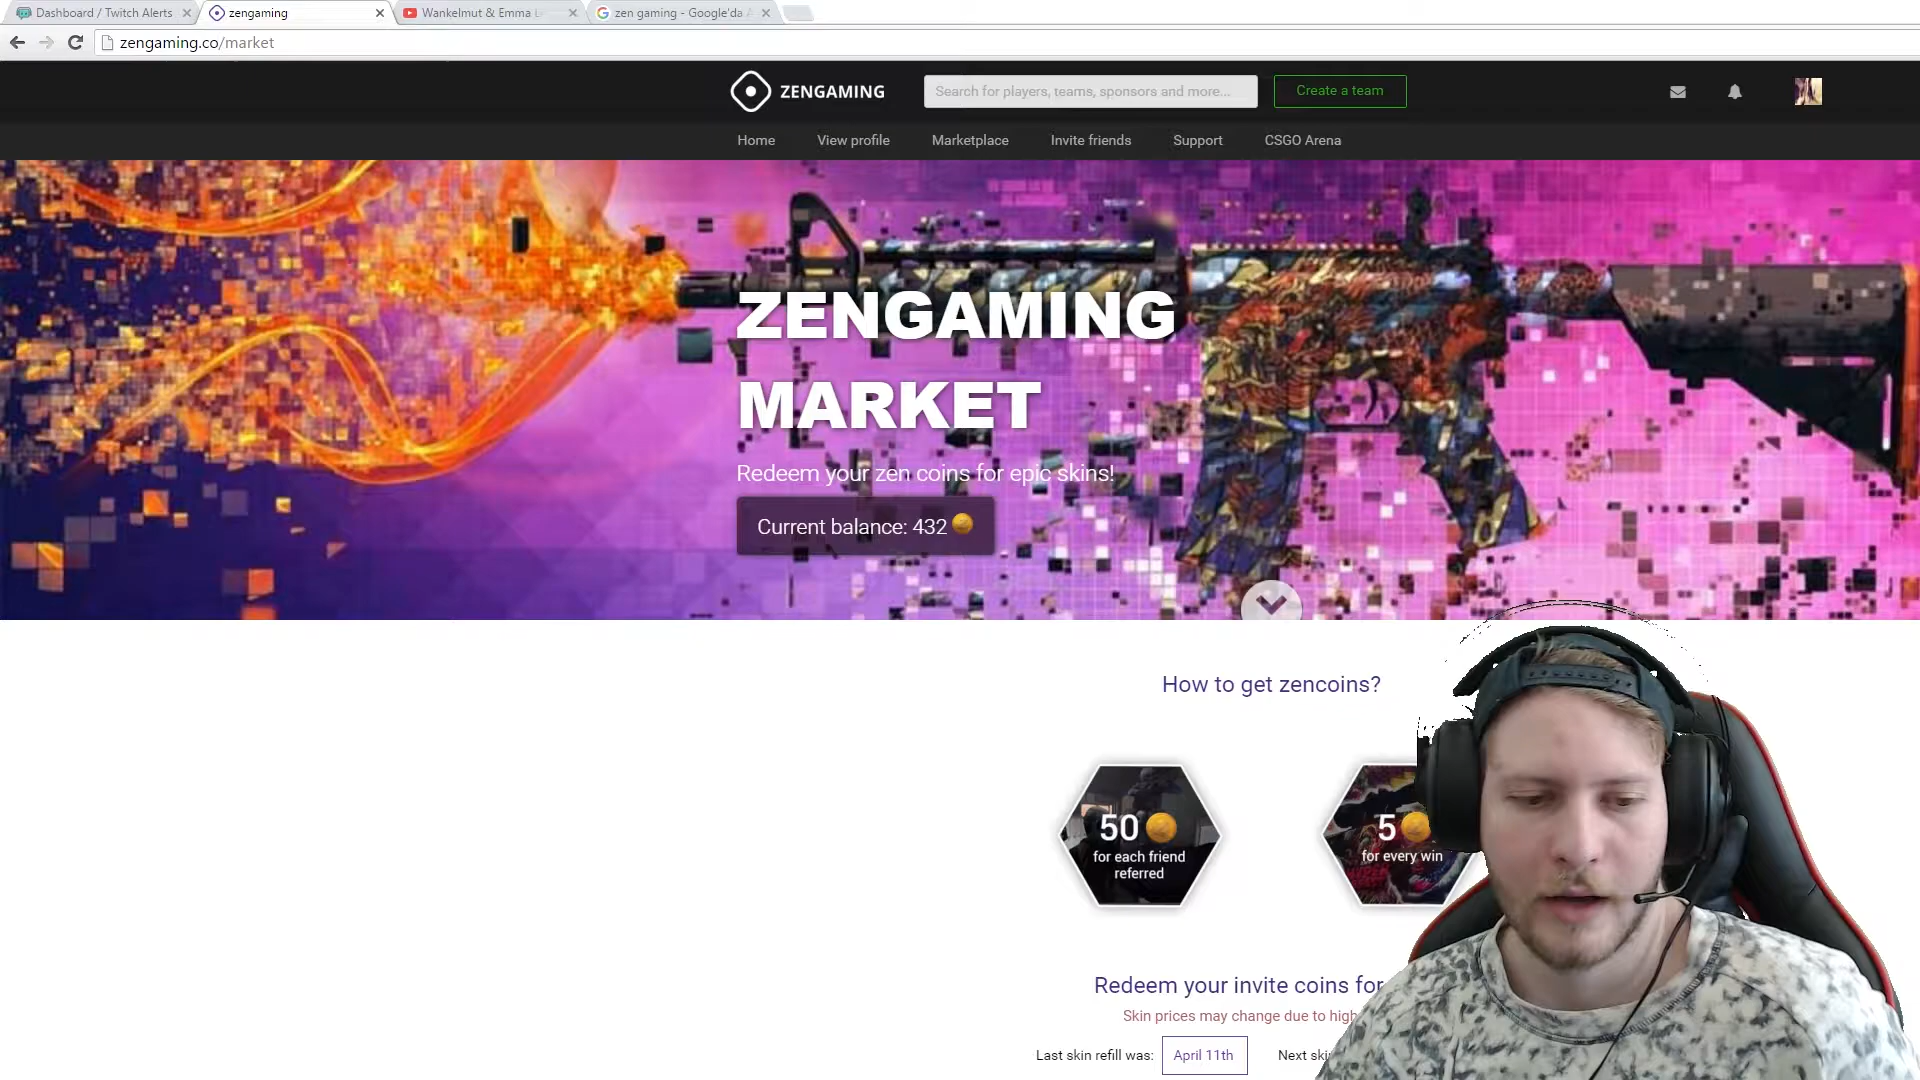 Dashboard / Twitch Alerts
zengaming
Wankelmut & Emma
zen gaming - Google'da
zengaming.co/market
ZENGAMING
Search for players, teams, sponsors and more...
Create a team
Home
View profile
Marketplace
Invite friends
Support
CSGO Arena
ZENGAMING
MARKET
Redeem your zen coins for epic skins!
Current balance: 432
How to get zencoins?
50
for each friend
referred
5
for every win
Redeem your invite coins for
Skin prices may change due to high
Last skin refill was: April 11th Next